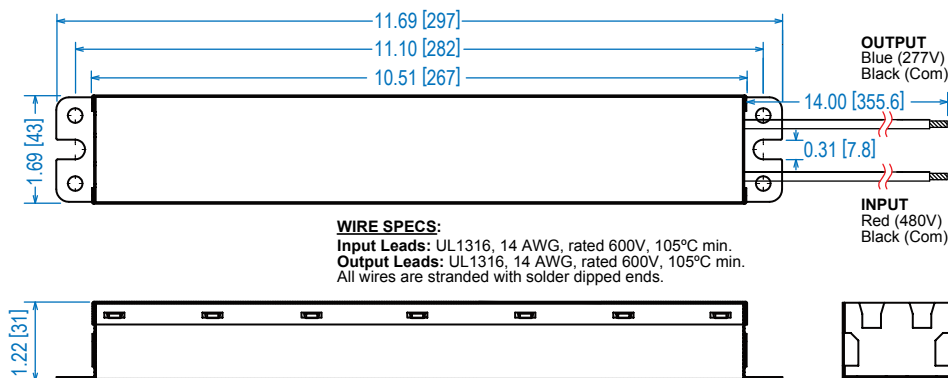 11.69 [297]
11.10 [282]
10.51 [267]
OUTPUT
Blue (277V)
Black (Com)
14.00 [355.6]
1.69 [43]
0.31 [7.8]
INPUT
Red (480V)
Black (Com)
WIRE SPECS:
Input Leads: UL1316, 14 AWG, rated 600V, 105ºC min.
Output Leads: UL1316, 14 AWG, rated 600V, 105ºC min.
All wires are stranded with solder dipped ends.
1.22 [31]